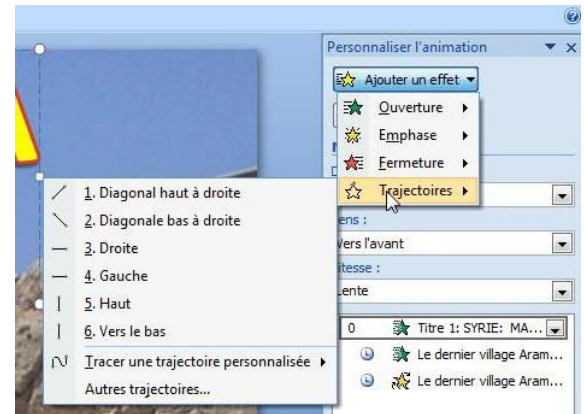 Personnaliser l'animation
Ajouter un effet
Ouverture
Emphase
Fermeture
Trajectoires
1. Diagonal haut à droite
2. Diagonale bas à droite
3. Droite
4. Gauche
5. Haut
6. Vers le bas
Tracer une trajectoire personnalisée
Autres trajectoires...
ens :
Vers l'avant
itesse :
Lente
0 Titre 1: SYRIE: MA...
Le dernier village Aram...
Le dernier village Aram...